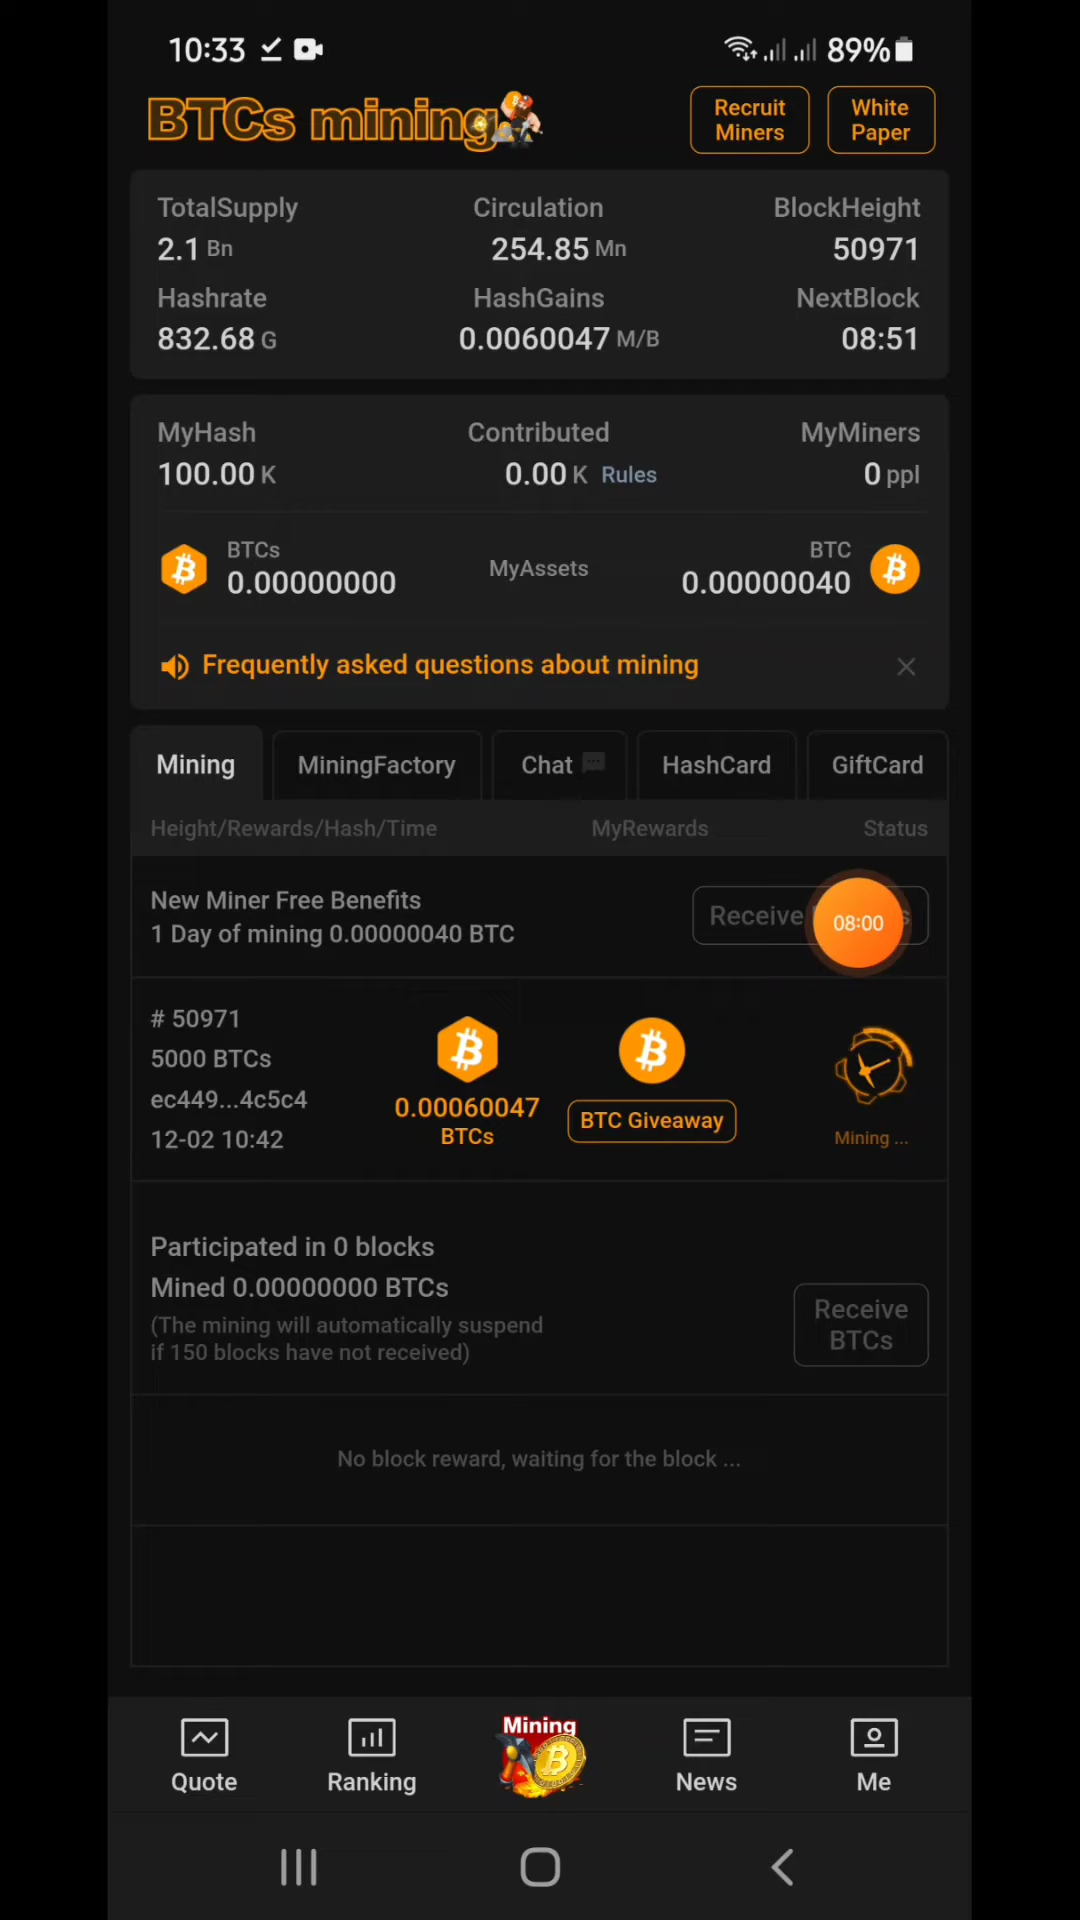 10:33 89%
BTCs mining
Recruit Miners
White Paper
TotalSupply Circulation BlockHeight
2.1 Bn 254.85 Mn 50971
Hashrate HashGains NextBlock
832.68 G 0.0060047 M/B 08:51
MyHash Contributed MyMiners
100.00 K 0.00 K Rules 0 ppl
BTCs MyAssets BTC
0.00000000 0.00000040
Frequently asked questions about mining
Mining MiningFactory Chat HashCard GiftCard
Height/Rewards/Hash/Time MyRewards Status
New Miner Free Benefits
1 Day of mining 0.00000040 BTC
Receive
08:00
# 50971
5000 BTCs
ec449...4c5c4
12-02 10:42
0.00060047
BTCs
BTC Giveaway
Mining ...
Participated in 0 blocks
Mined 0.00000000 BTCs
(The mining will automatically suspend
if 150 blocks have not received)
Receive
BTCs
No block reward, waiting for the block ...
Mining
Quote Ranking News Me